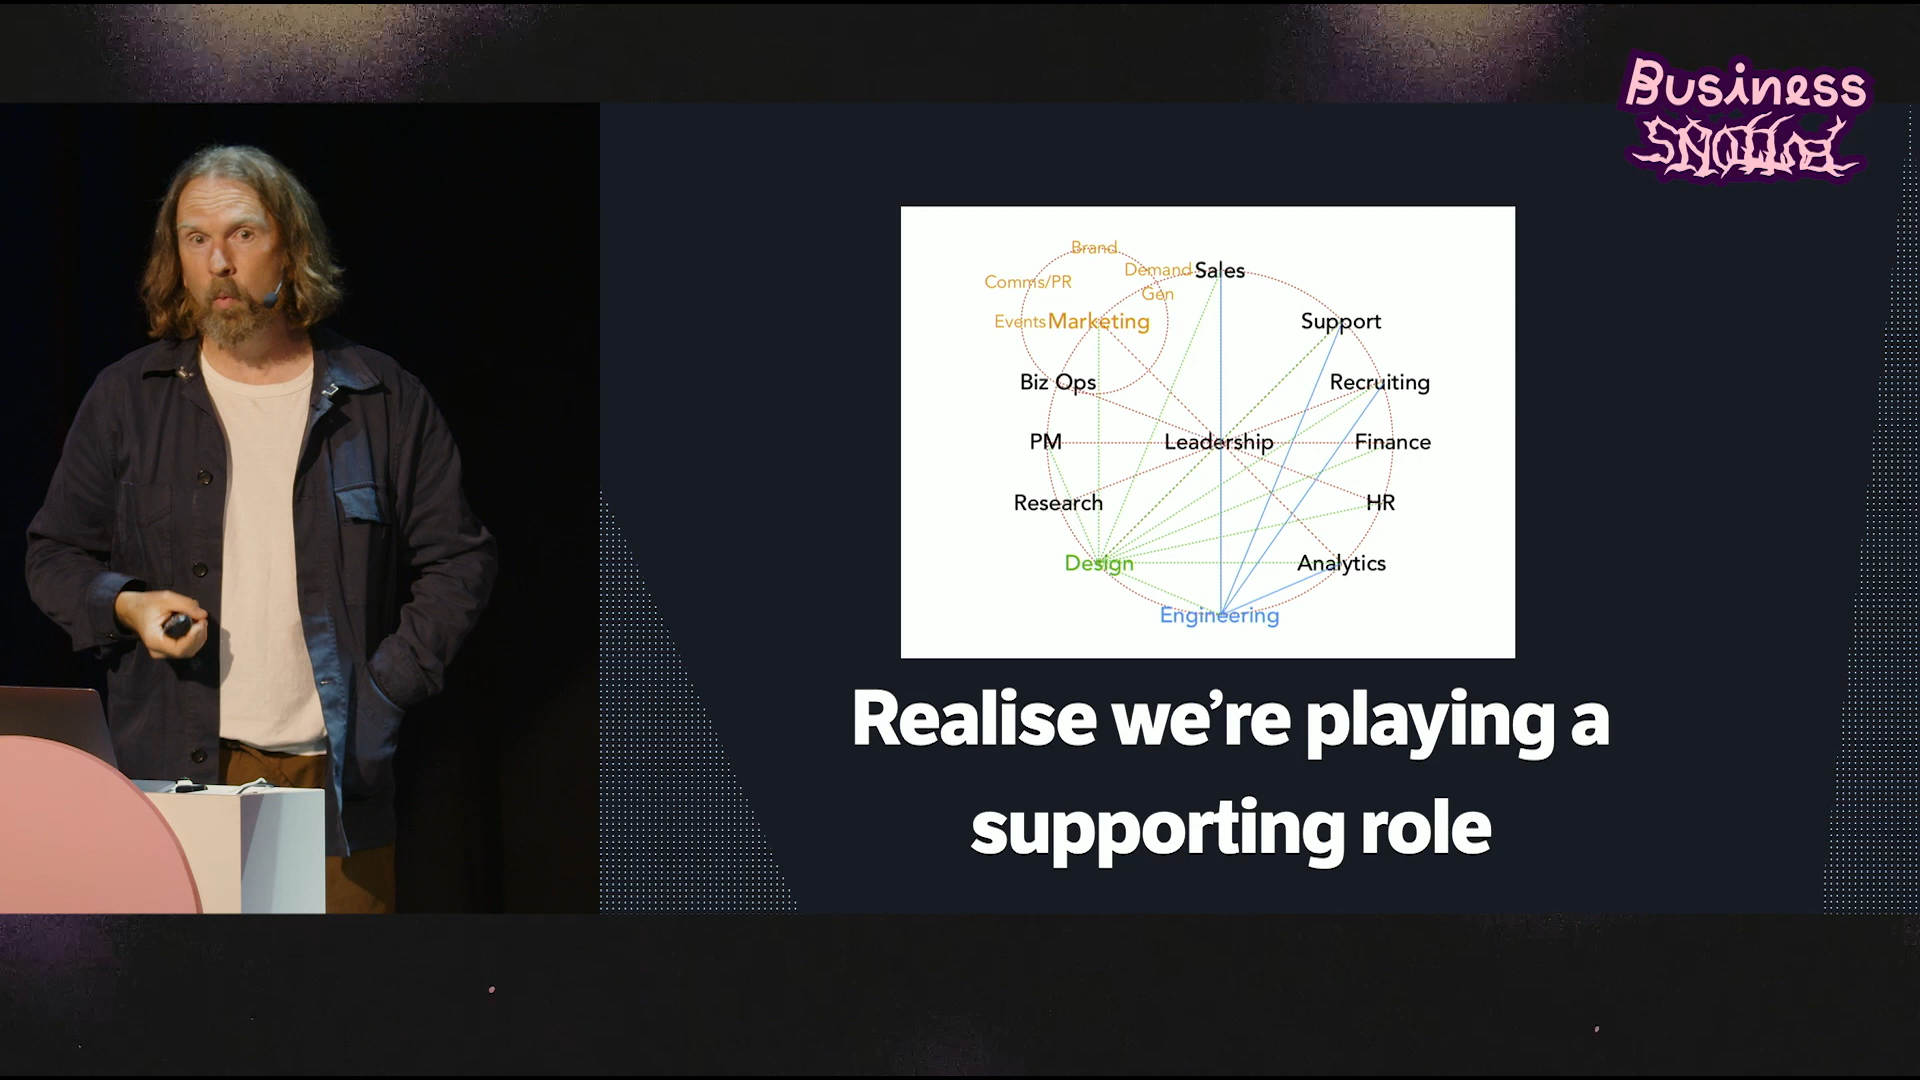 Business
Brand
Demand
Gen
Sales
Comms/PR
Events
Marketing
Support
Biz Ops
Recruiting
PM
Leadership
Finance
Research
HR
Design
Analytics
Engineering
Realise we're playing a
supporting role